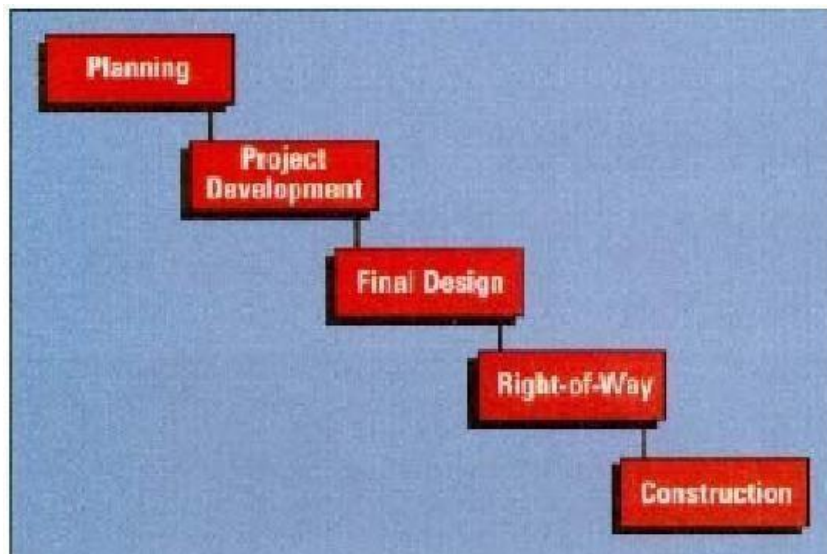 Planning
Project
Development
Final Design
Right-of-Way
Construction